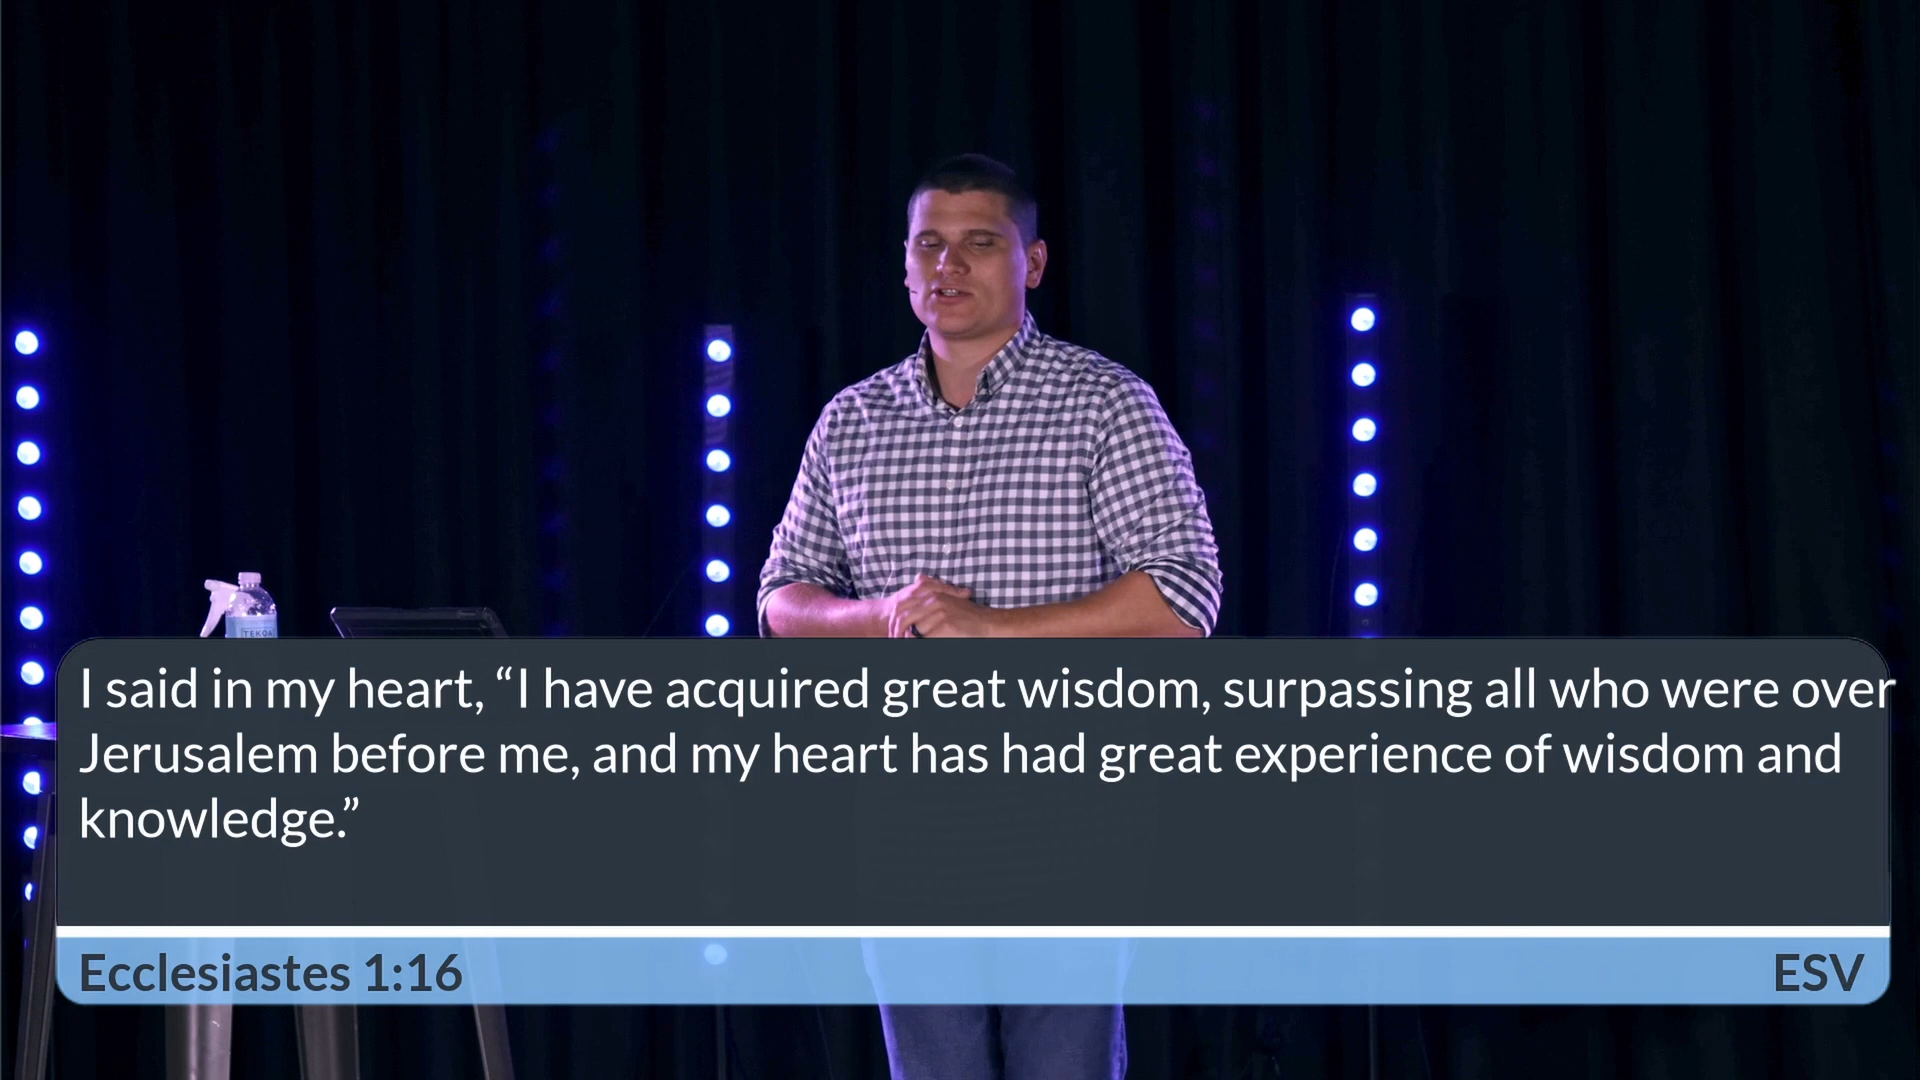 TEKOA
I said in my heart, “I have acquired great wisdom, surpassing all who were over
Jerusalem before me, and my heart has had great experience of wisdom and
knowledge.”
Ecclesiastes 1:16
ESV